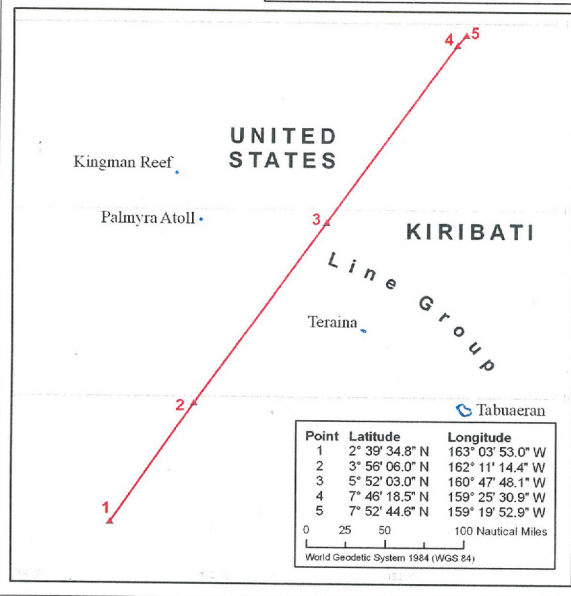 4 5
UNITED
STATES
Kingman Reef
Palmyra Atoll
3
KIRIBATI
Line Group
Teraina
2
Tabuaeran
Point Latitude Longitude
1 2° 39' 34.8" N 163° 03' 53.0" W
2 3° 56' 06.0" N 162° 11' 14.4" W
3 5° 52' 03.0" N 160° 47' 48.1" W
4 7° 46' 18.5" N 159° 25' 30.9" W
5 7° 52' 44.6" N 159° 19' 52.9" W
0 25 50 100 Nautical Miles
World Geodetic System 1984 (WGS 84)
1